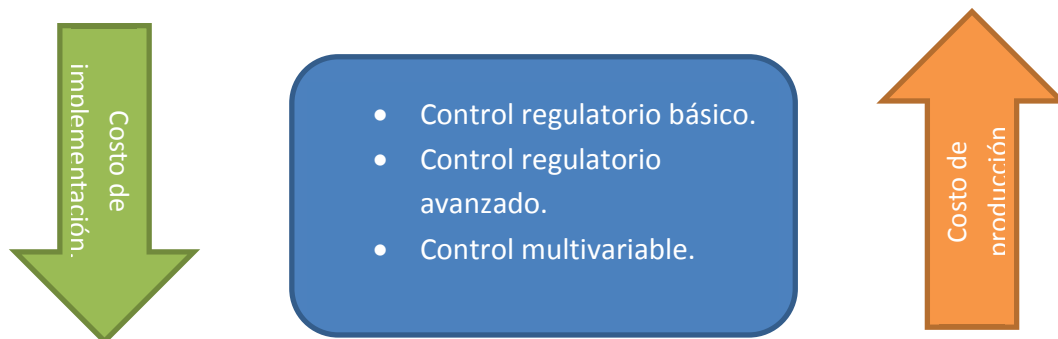 Costo de
implementación.
• Control regulatorio básico.
• Control regulatorio
avanzado.
• Control multivariable.
Costo de
producción